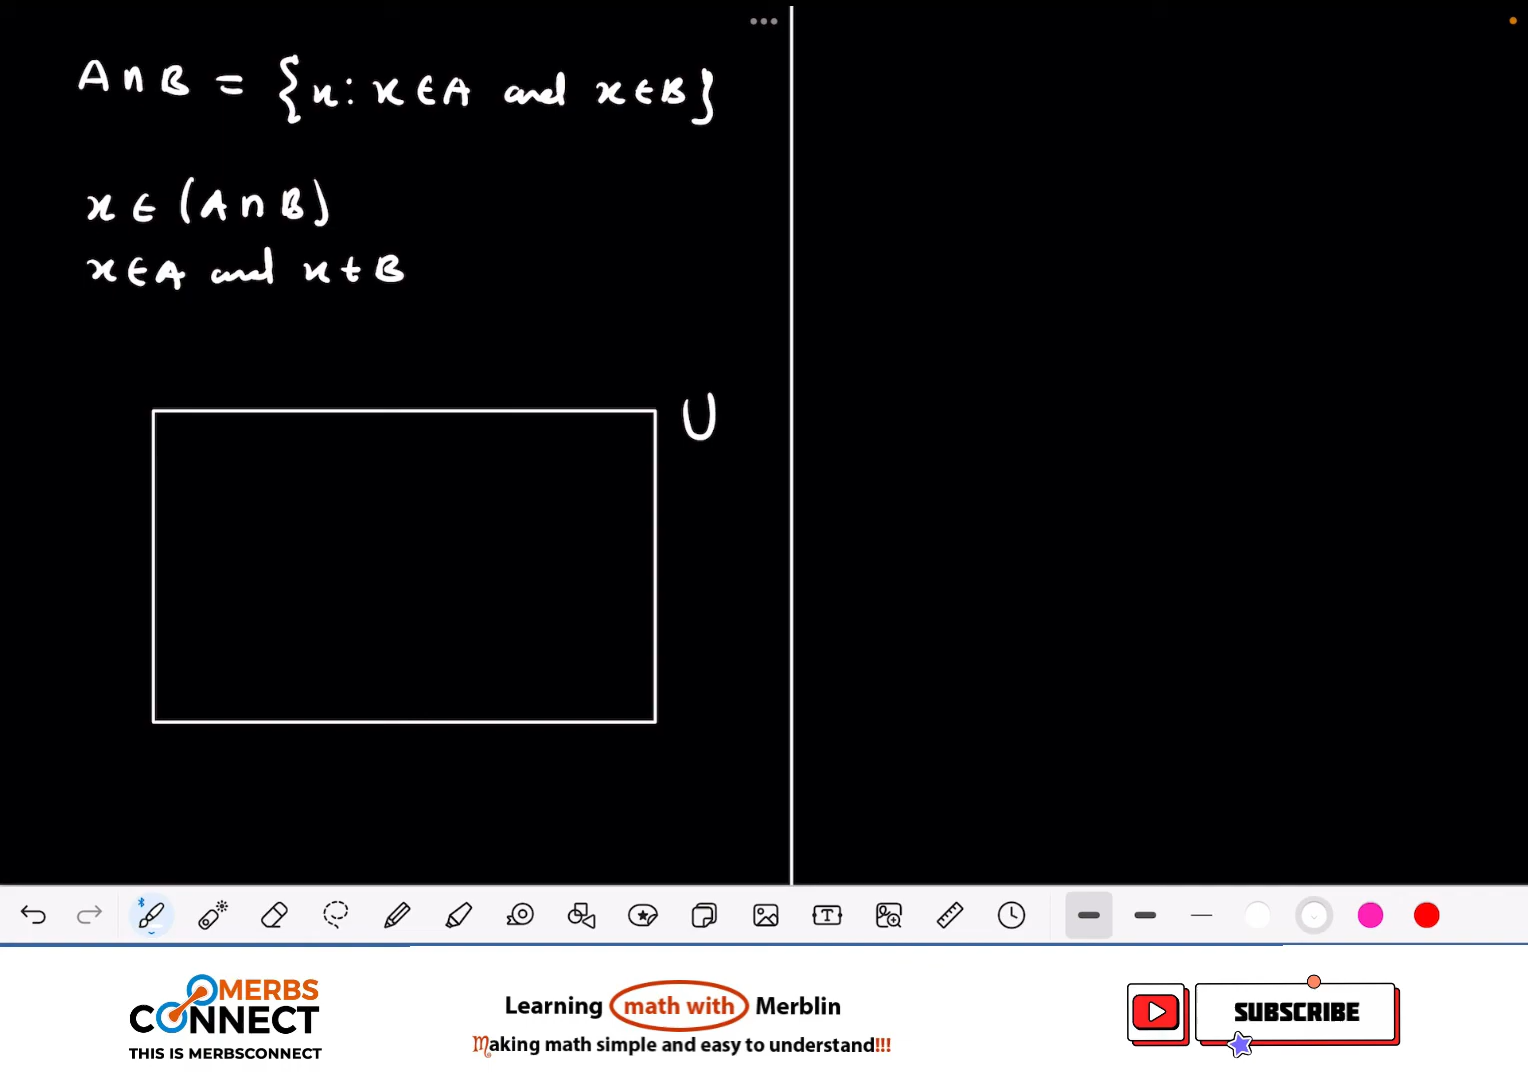 A∩B = {x: x∈A and x∈B}
x∈(A∩B)
x∈A and x∈B
U
MERBS
CONNECT
THIS IS MERBSCONNECT
Learning math with Merblin
Making math simple and easy to understand!!!
SUBSCRIBE